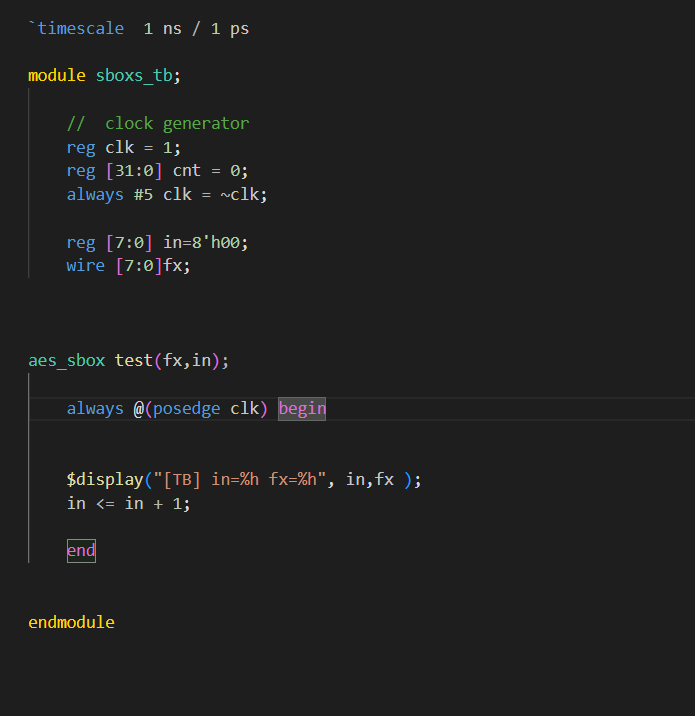 `timescale  1 ns / 1 ps
module sboxs_tb;
//  clock generator
reg clk = 1;
reg [31:0] cnt = 0;
always #5 clk = ~clk;
reg [7:0] in=8'h00;
wire [7:0]fx;
aes_sbox test(fx,in);
always @(posedge clk) begin
$display("[TB] in=%h fx=%h", in,fx );
in <= in + 1;
end
endmodule